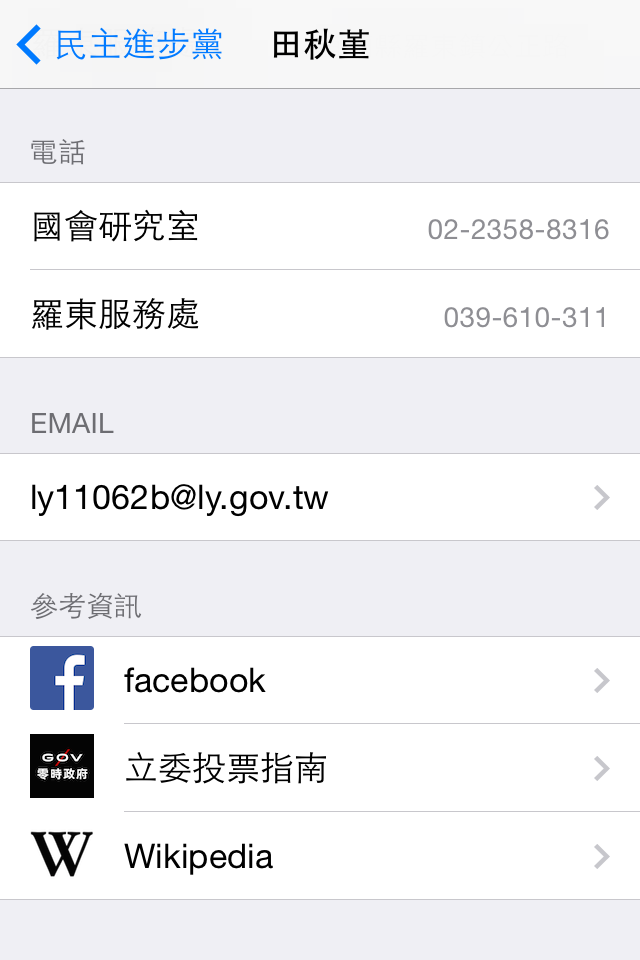 民主進步黨 田秋堇
電話
國會研究室 02-2358-8316
羅東服務處 039-610-311
EMAIL
ly11062b@ly.gov.tw
參考資訊
f facebook
G0V
零時政府 立委投票指南
W Wikipedia